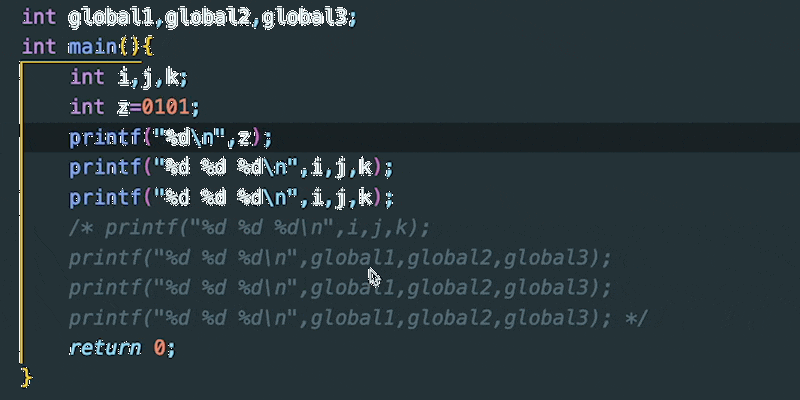 int global1,global2,global3;
int main(){
int i,j,k;
int z=0101;
printf("%d\n",z);
printf("%d %d %d\n",i,j,k);
printf("%d %d %d\n",i,j,k);
/* printf("%d %d %d\n",i,j,k);
printf("%d %d %d\n",global1,global2,global3);
printf("%d %d %d\n",global1,global2,global3);
printf("%d %d %d\n",global1,global2,global3); */
return 0;
}